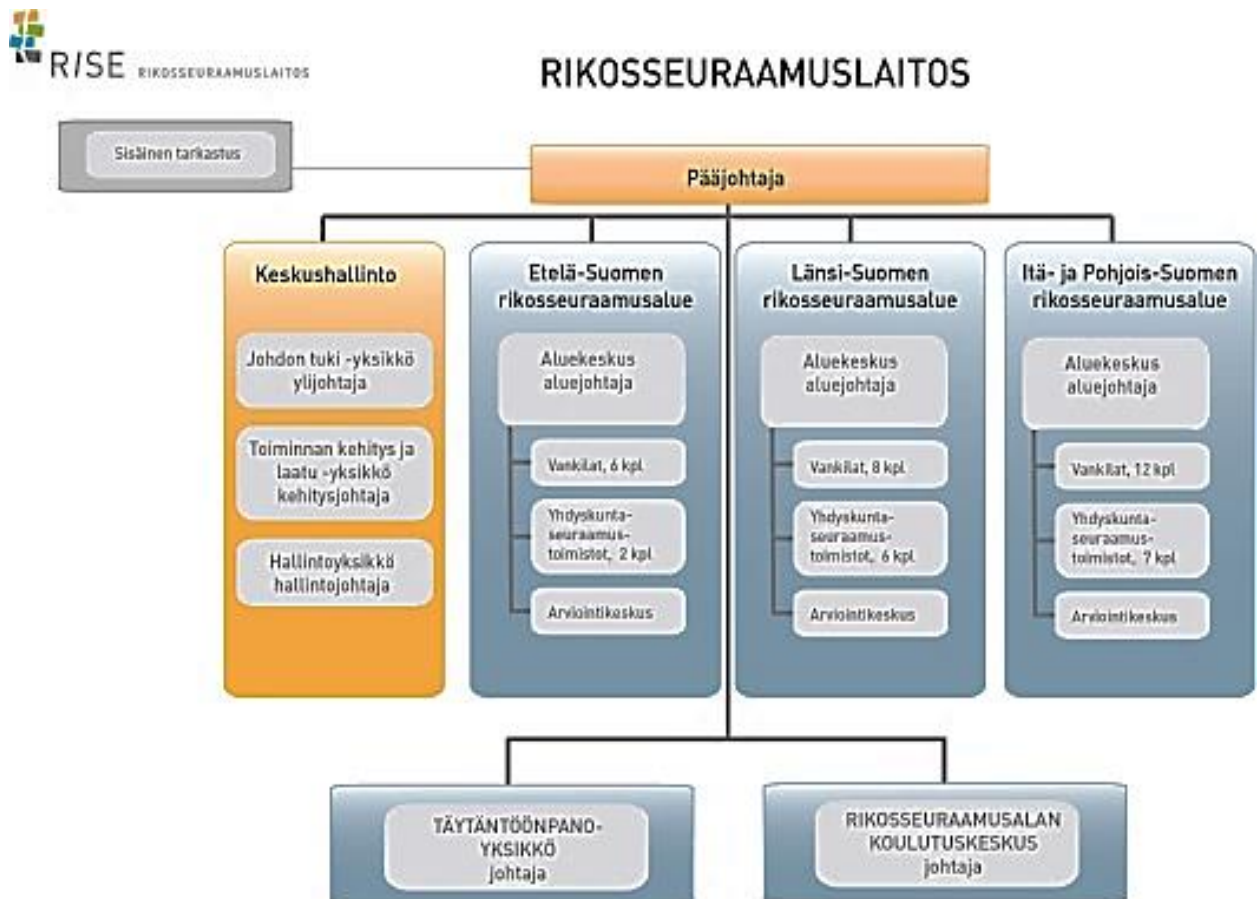 RISE RIKOSSEURAAMUSLAITOS
RIKOSSEURAAMUSLAITOS
Sisäinen tarkastus
Pääjohtaja
Keskushallinto
Johdon tuki -yksikkö
ylijohtaja
Toiminnan kehitys ja
laatu -yksikkö
kehitysjohtaja
Hallintoyksikkö
hallintojohtaja
Etelä-Suomen
rikosseuraamusalue
Aluekeskus
aluejohtaja
Vankilat, 6 kpl
Yhdyskunta-
seuraamus-
toimistot, 2 kpl
Arviointikeskus
Länsi-Suomen
rikosseuraamusalue
Aluekeskus
aluejohtaja
Vankilat, 8 kpl
Yhdyskunta-
seuraamus-
toimistot, 6 kpl
Arviointikeskus
Itä- ja Pohjois-Suomen
rikosseuraamusalue
Aluekeskus
aluejohtaja
Vankilat, 12 kpl
Yhdyskunta-
seuraamus-
toimistot, 7 kpl
Arviointikeskus
TÄYTÄNTÖÖNPANO-
YKSIKKÖ
johtaja
RIKOSSEURAAMUSALAN
KOULUTUSKESKUS
johtaja